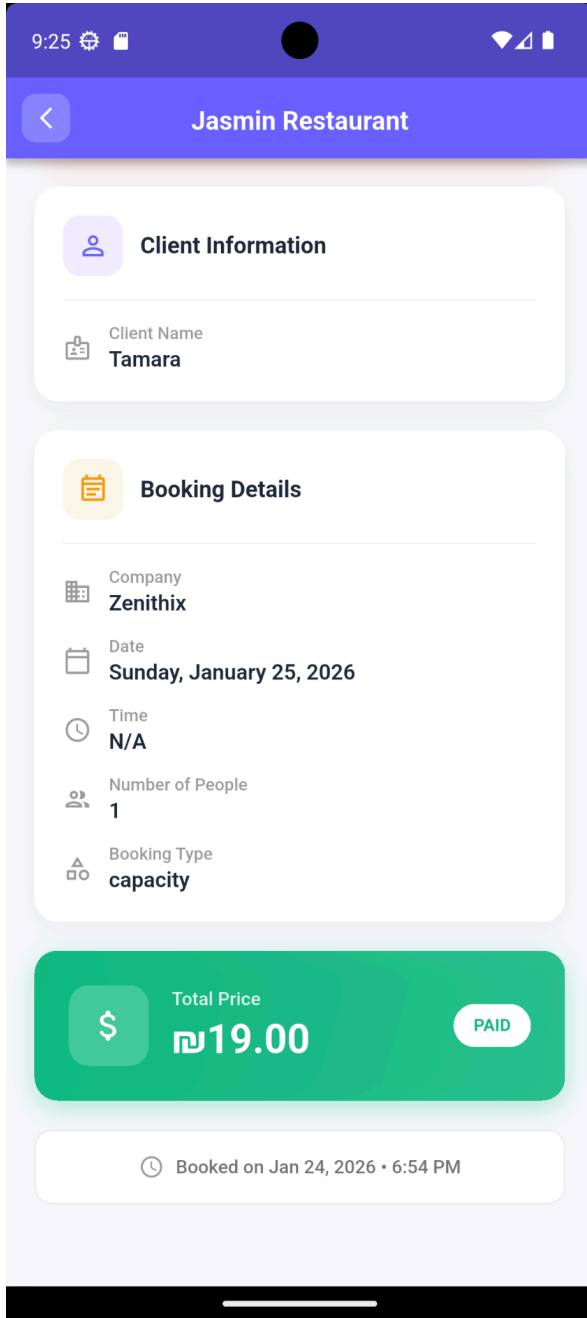 9:25
Jasmin Restaurant
Client Information
Client Name
Tamara
Booking Details
Company
Zenithix
Date
Sunday, January 25, 2026
Time
N/A
Number of People
1
Booking Type
capacity
$
Total Price
₪19.00
PAID
Booked on Jan 24, 2026 • 6:54 PM